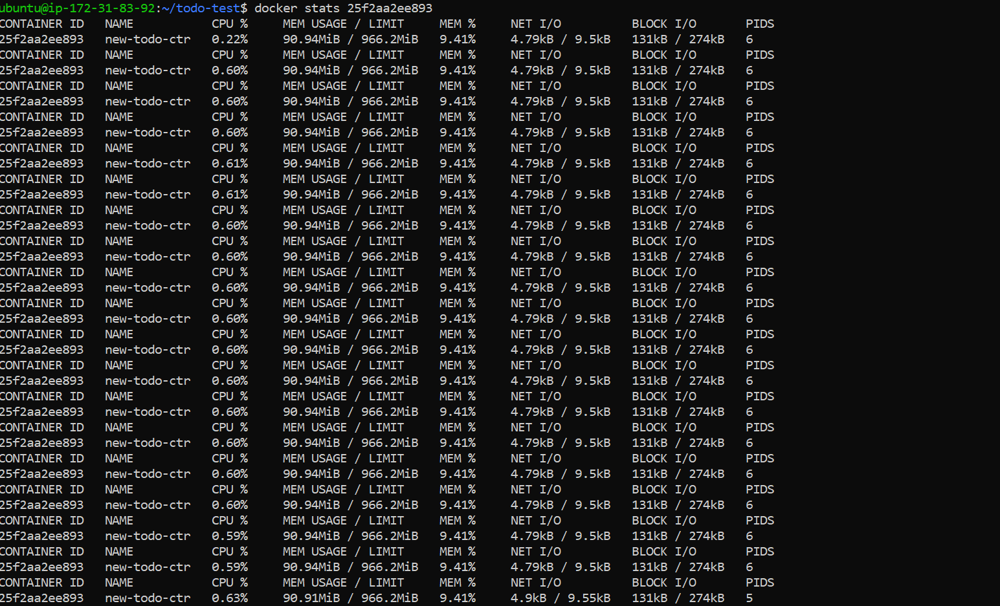 ubuntu@ip-172-31-83-92:~/todo-test$ docker stats 25f2aa2ee893
CONTAINER ID   NAME           CPU %     MEM USAGE / LIMIT     MEM %     NET I/O          BLOCK I/O       PIDS
25f2aa2ee893   new-todo-ctr   0.22%     90.94MiB / 966.2MiB   9.41%     4.79kB / 9.5kB   131kB / 274kB   6
CONTAINER ID   NAME           CPU %     MEM USAGE / LIMIT     MEM %     NET I/O          BLOCK I/O       PIDS
25f2aa2ee893   new-todo-ctr   0.60%     90.94MiB / 966.2MiB   9.41%     4.79kB / 9.5kB   131kB / 274kB   6
CONTAINER ID   NAME           CPU %     MEM USAGE / LIMIT     MEM %     NET I/O          BLOCK I/O       PIDS
25f2aa2ee893   new-todo-ctr   0.60%     90.94MiB / 966.2MiB   9.41%     4.79kB / 9.5kB   131kB / 274kB   6
CONTAINER ID   NAME           CPU %     MEM USAGE / LIMIT     MEM %     NET I/O          BLOCK I/O       PIDS
25f2aa2ee893   new-todo-ctr   0.60%     90.94MiB / 966.2MiB   9.41%     4.79kB / 9.5kB   131kB / 274kB   6
CONTAINER ID   NAME           CPU %     MEM USAGE / LIMIT     MEM %     NET I/O          BLOCK I/O       PIDS
25f2aa2ee893   new-todo-ctr   0.61%     90.94MiB / 966.2MiB   9.41%     4.79kB / 9.5kB   131kB / 274kB   6
CONTAINER ID   NAME           CPU %     MEM USAGE / LIMIT     MEM %     NET I/O          BLOCK I/O       PIDS
25f2aa2ee893   new-todo-ctr   0.61%     90.94MiB / 966.2MiB   9.41%     4.79kB / 9.5kB   131kB / 274kB   6
CONTAINER ID   NAME           CPU %     MEM USAGE / LIMIT     MEM %     NET I/O          BLOCK I/O       PIDS
25f2aa2ee893   new-todo-ctr   0.60%     90.94MiB / 966.2MiB   9.41%     4.79kB / 9.5kB   131kB / 274kB   6
CONTAINER ID   NAME           CPU %     MEM USAGE / LIMIT     MEM %     NET I/O          BLOCK I/O       PIDS
25f2aa2ee893   new-todo-ctr   0.60%     90.94MiB / 966.2MiB   9.41%     4.79kB / 9.5kB   131kB / 274kB   6
CONTAINER ID   NAME           CPU %     MEM USAGE / LIMIT     MEM %     NET I/O          BLOCK I/O       PIDS
25f2aa2ee893   new-todo-ctr   0.60%     90.94MiB / 966.2MiB   9.41%     4.79kB / 9.5kB   131kB / 274kB   6
CONTAINER ID   NAME           CPU %     MEM USAGE / LIMIT     MEM %     NET I/O          BLOCK I/O       PIDS
25f2aa2ee893   new-todo-ctr   0.60%     90.94MiB / 966.2MiB   9.41%     4.79kB / 9.5kB   131kB / 274kB   6
CONTAINER ID   NAME           CPU %     MEM USAGE / LIMIT     MEM %     NET I/O          BLOCK I/O       PIDS
25f2aa2ee893   new-todo-ctr   0.60%     90.94MiB / 966.2MiB   9.41%     4.79kB / 9.5kB   131kB / 274kB   6
CONTAINER ID   NAME           CPU %     MEM USAGE / LIMIT     MEM %     NET I/O          BLOCK I/O       PIDS
25f2aa2ee893   new-todo-ctr   0.60%     90.94MiB / 966.2MiB   9.41%     4.79kB / 9.5kB   131kB / 274kB   6
CONTAINER ID   NAME           CPU %     MEM USAGE / LIMIT     MEM %     NET I/O          BLOCK I/O       PIDS
25f2aa2ee893   new-todo-ctr   0.60%     90.94MiB / 966.2MiB   9.41%     4.79kB / 9.5kB   131kB / 274kB   6
CONTAINER ID   NAME           CPU %     MEM USAGE / LIMIT     MEM %     NET I/O          BLOCK I/O       PIDS
25f2aa2ee893   new-todo-ctr   0.60%     90.94MiB / 966.2MiB   9.41%     4.79kB / 9.5kB   131kB / 274kB   6
CONTAINER ID   NAME           CPU %     MEM USAGE / LIMIT     MEM %     NET I/O          BLOCK I/O       PIDS
25f2aa2ee893   new-todo-ctr   0.60%     90.94MiB / 966.2MiB   9.41%     4.79kB / 9.5kB   131kB / 274kB   6
CONTAINER ID   NAME           CPU %     MEM USAGE / LIMIT     MEM %     NET I/O          BLOCK I/O       PIDS
25f2aa2ee893   new-todo-ctr   0.60%     90.94MiB / 966.2MiB   9.41%     4.79kB / 9.5kB   131kB / 274kB   6
CONTAINER ID   NAME           CPU %     MEM USAGE / LIMIT     MEM %     NET I/O          BLOCK I/O       PIDS
25f2aa2ee893   new-todo-ctr   0.59%     90.94MiB / 966.2MiB   9.41%     4.79kB / 9.5kB   131kB / 274kB   6
CONTAINER ID   NAME           CPU %     MEM USAGE / LIMIT     MEM %     NET I/O          BLOCK I/O       PIDS
25f2aa2ee893   new-todo-ctr   0.59%     90.94MiB / 966.2MiB   9.41%     4.79kB / 9.5kB   131kB / 274kB   6
CONTAINER ID   NAME           CPU %     MEM USAGE / LIMIT     MEM %     NET I/O          BLOCK I/O       PIDS
25f2aa2ee893   new-todo-ctr   0.63%     90.91MiB / 966.2MiB   9.41%     4.9kB / 9.55kB   131kB / 274kB   5